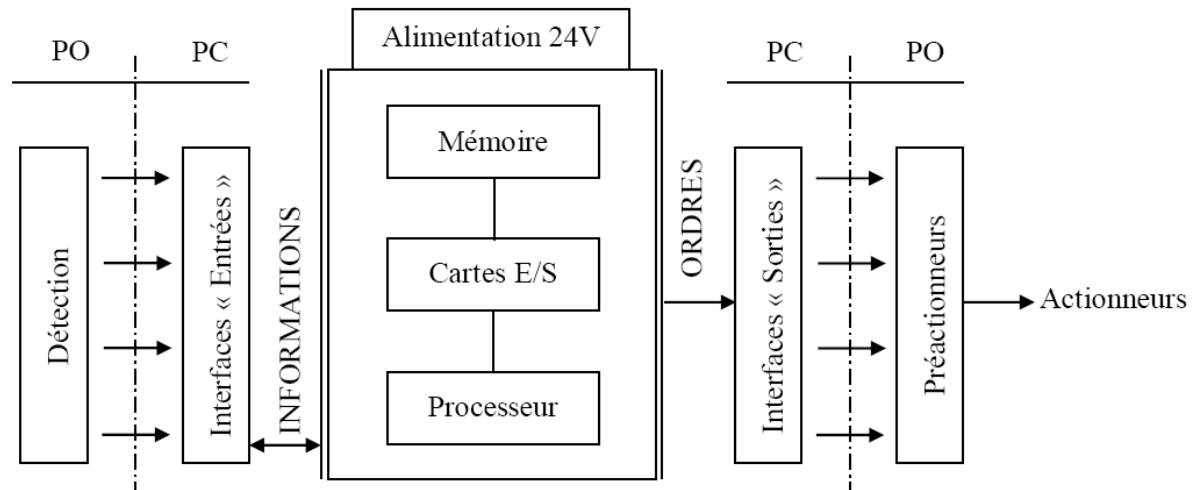 Alimentation 24V
PO
PC
PC
PO
Détection
Interfaces « Entrées »
INFORMATIONS
Mémoire
Cartes E/S
Processeur
ORDRES
Interfaces « Sorties »
Préactionneurs
Actionneurs